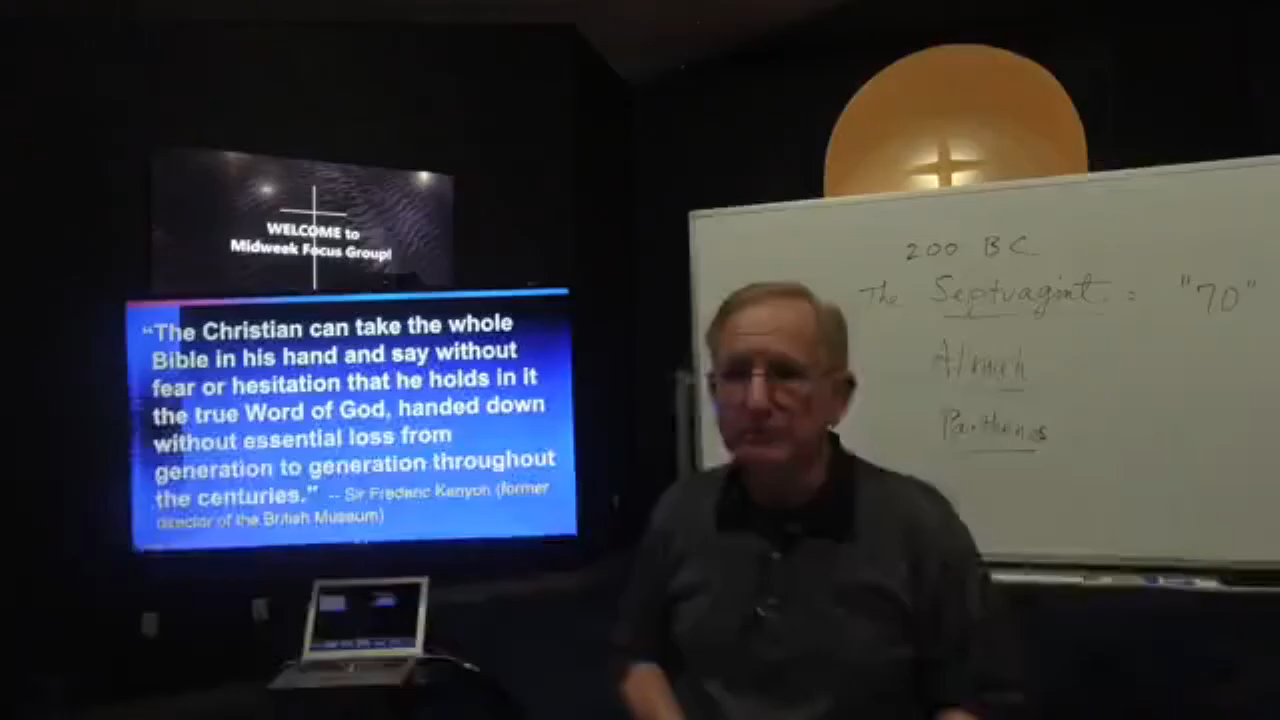 WELCOME to
Midweek Focus Group!
“The Christian can take the whole
Bible in his hand and say without
fear or hesitation that he holds in it
the true Word of God, handed down
without essential loss from
generation to generation throughout
the centuries.” -- Sir Frederic Kenyon (former
director of the British Museum)
200 BC
The Septuagint : "70"
Almah
Parthenos